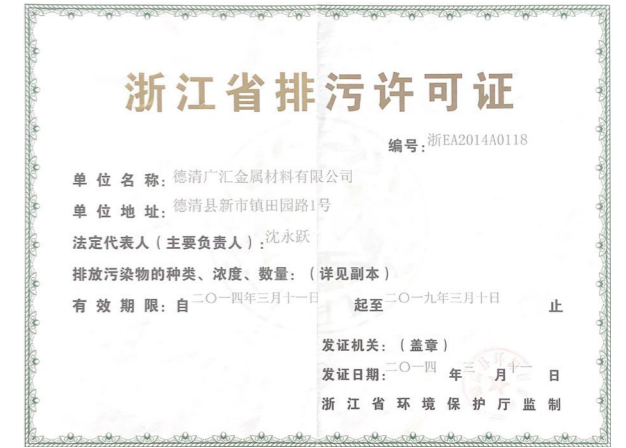 浙江省排污许可证
编号：浙EA2014A0118
单位名称：德清广汇金属材料有限公司
单位地址：德清县新市镇田园路1号
法定代表人（主要负责人）：沈永跃
排放污染物的种类、浓度、数量：（详见副本）
有效期限：自二〇一四年三月十一日 起至二〇一九年三月十日 止
发证机关：（盖章）
发证日期：二〇一四 年 三 月 十一 日
浙江省环境保护厅监制